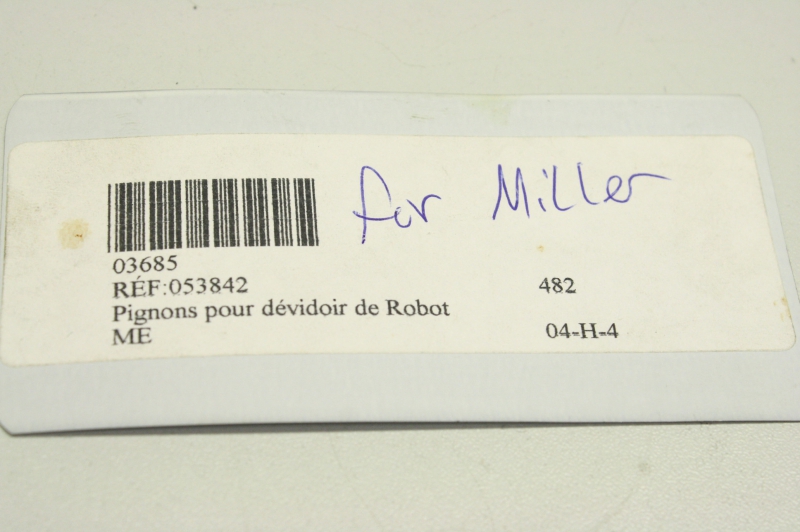 for Miller
03685
RÉF:053842 482
Pignons pour dévidoir de Robot
ME 04-H-4